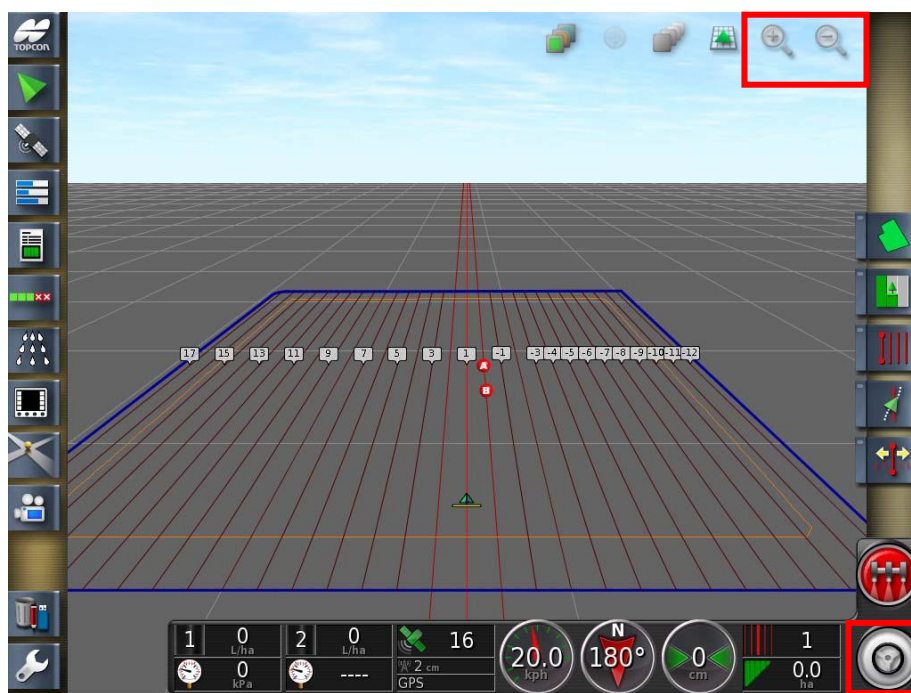 TOPCON
17 15 13 11 9 7 5 3 1 -1 -3 -4 -5 -6 -7 -8 -9 -10 -11 -12
A
B
1 0 L/ha 2 0 L/ha 16 20.0 kph N 180° 0 cm 1
0 kPa ---- 2 cm GPS 0.0 ha